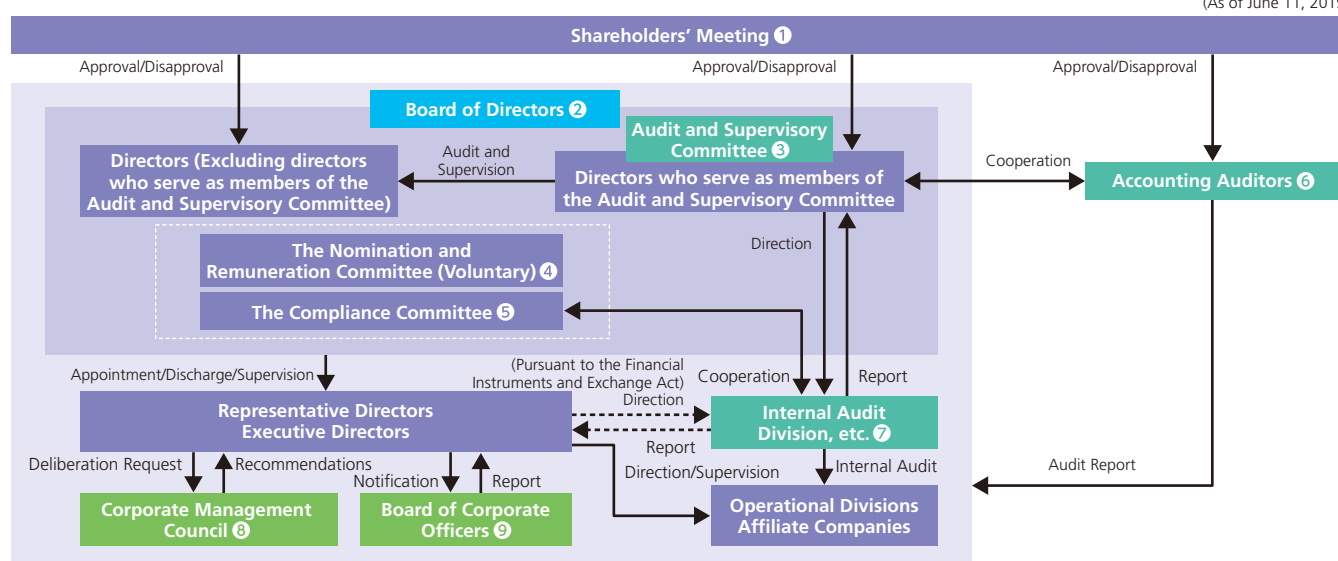 (As of June 11, 201
Shareholders' Meeting ❶
Approval/Disapproval
Approval/Disapproval
Approval/Disapproval
Board of Directors ❷
Audit and Supervisory
Committee ❸
Directors (Excluding directors
who serve as members of the
Audit and Supervisory Committee)
Audit and
Supervision
Directors who serve as members of
the Audit and Supervisory Committee
Cooperation
Accounting Auditors ❻
The Nomination and
Remuneration Committee (Voluntary) ❹
Direction
The Compliance Committee ❺
Appointment/Discharge/Supervision
(Pursuant to the Financial
Instruments and Exchange Act)
Direction
Cooperation
Report
Representative Directors
Executive Directors
Internal Audit
Division, etc. ❼
Report
Deliberation Request
Recommendations
Notification
Report
Direction/Supervision
Internal Audit
Audit Report
Corporate Management
Council ❽
Board of Corporate
Officers ❾
Operational Divisions
Affiliate Companies